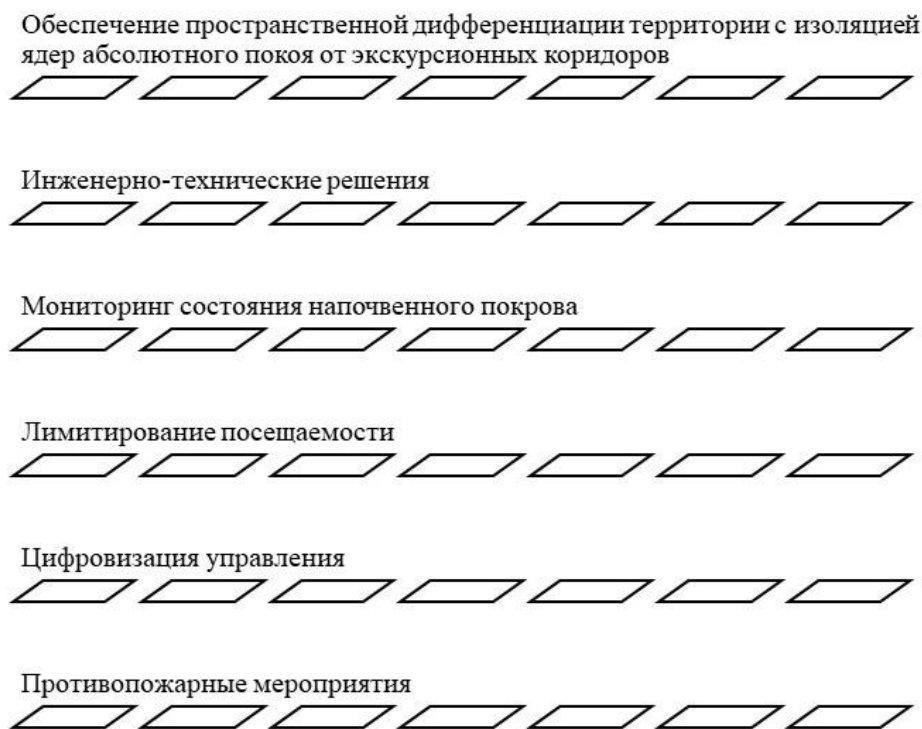 Обеспечение пространственной дифференциации территории с изоляцией
ядер абсолютного покоя от экскурсионных коридоров
Инженерно-технические решения
Мониторинг состояния напочвенного покрова
Лимитирование посещаемости
Цифровизация управления
Противопожарные мероприятия